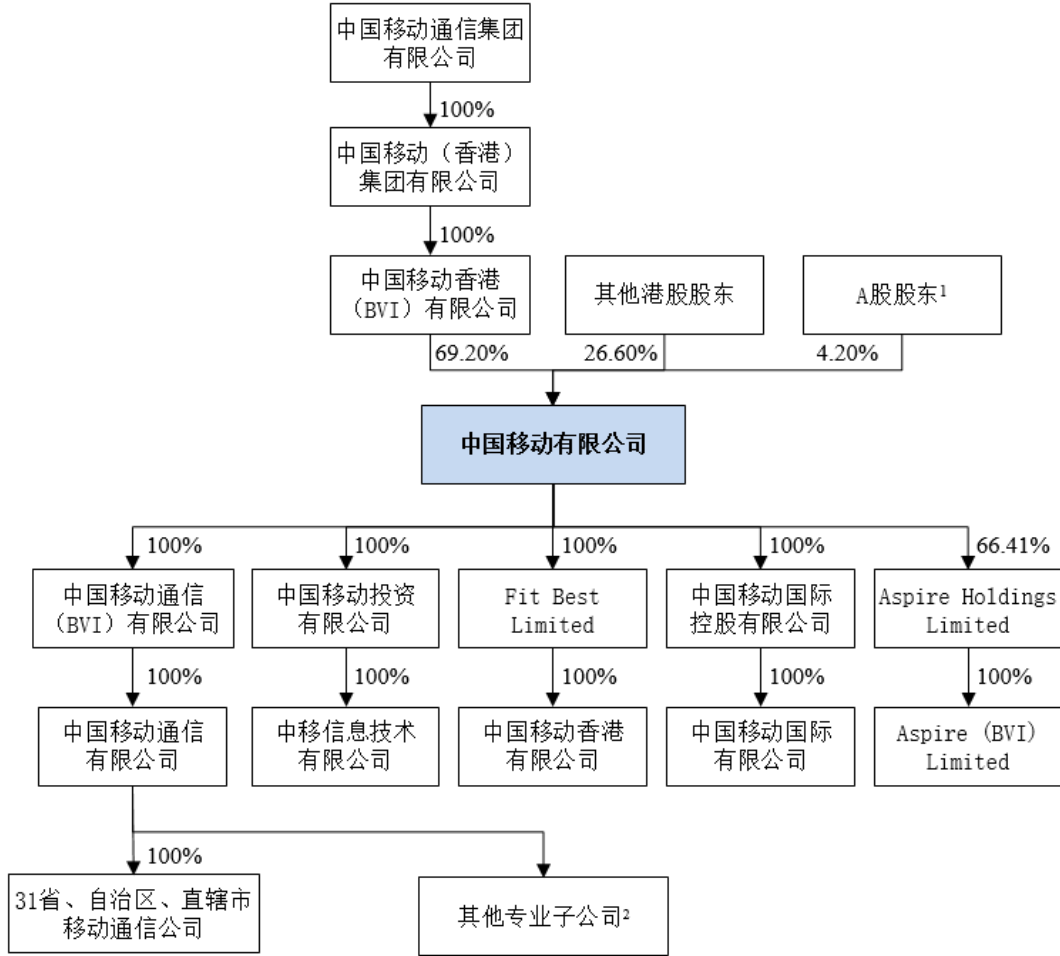 中国移动通信集团
有限公司
100%
中国移动（香港）
集团有限公司
100%
中国移动香港
（BVI）有限公司
其他港股股东
A股股东¹
69.20%
26.60%
4.20%
中国移动有限公司
100%
100%
100%
100%
66.41%
中国移动通信
（BVI）有限公司
中国移动投资
有限公司
Fit Best
Limited
中国移动国际
控股有限公司
Aspire Holdings
Limited
100%
100%
100%
100%
100%
中国移动通信
有限公司
中移信息技术
有限公司
中国移动香港
有限公司
中国移动国际
有限公司
Aspire (BVI)
Limited
100%
31省、自治区、直辖市
移动通信公司
其他专业子公司²